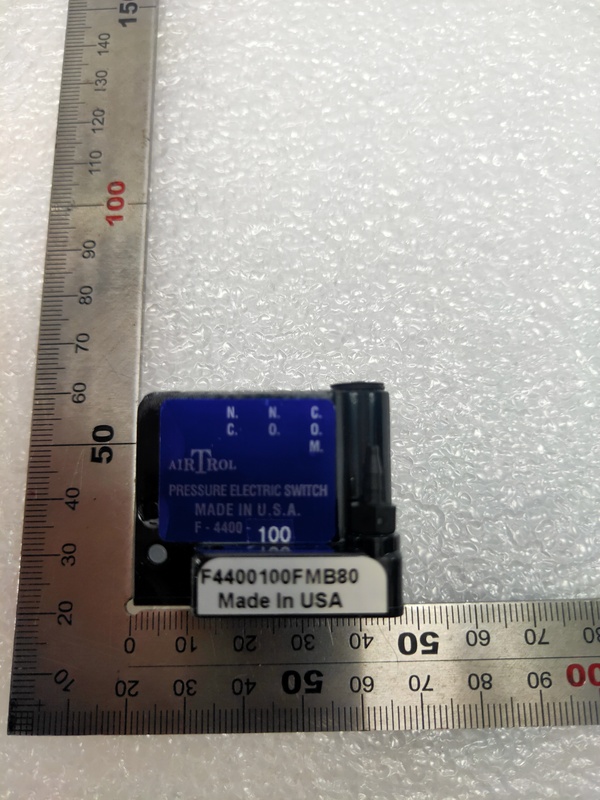 150
140
130
120
110
100
90
80
70
60
50
40
30
20
N. N. C.
C. O. O.
M.
AIRTROL
PRESSURE ELECTRIC SWITCH
MADE IN U.S.A.
F - 4400 - 100
F4400100FMB80
Made In USA
0 10 20 30 40 50 60 70 80
10 20 30 40 50 60 70 80 90 100